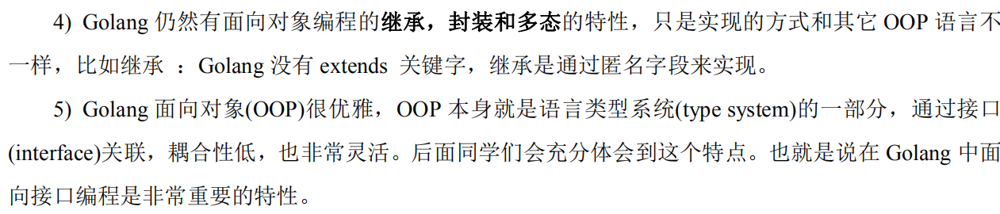 4) Golang 仍然有面向对象编程的继承，封装和多态的特性，只是实现的方式和其它 OOP 语言不
一样，比如继承 ：Golang 没有 extends 关键字，继承是通过匿名字段来实现。
5) Golang 面向对象(OOP)很优雅，OOP 本身就是语言类型系统(type system)的一部分，通过接口
(interface)关联，耦合性低，也非常灵活。后面同学们会充分体会到这个特点。也就是说在 Golang 中面
向接口编程是非常重要的特性。